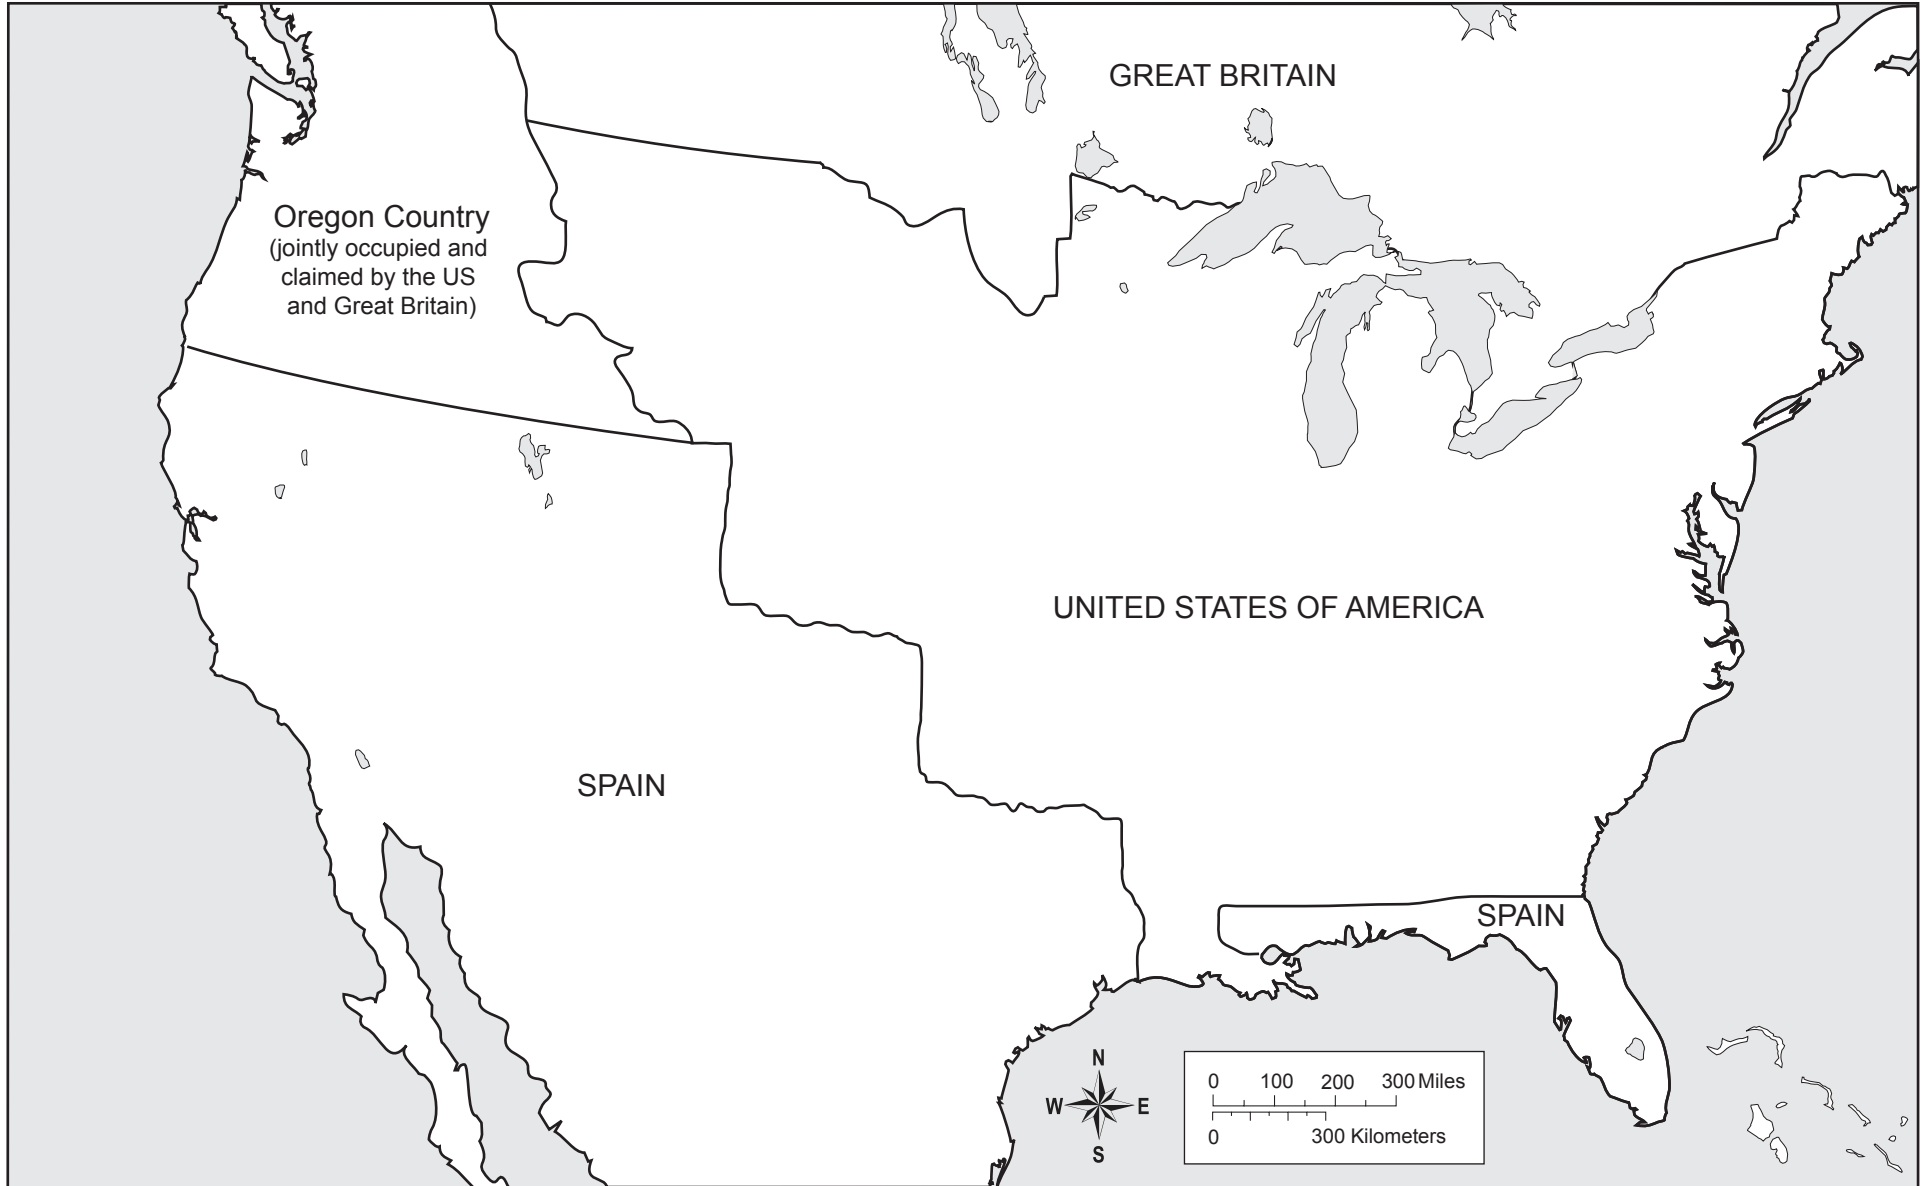 GREAT BRITAIN
Oregon Country
(jointly occupied and
claimed by the US
and Great Britain)
UNITED STATES OF AMERICA
SPAIN
SPAIN
N
W E
S
0 100 200 300 Miles
0 300 Kilometers